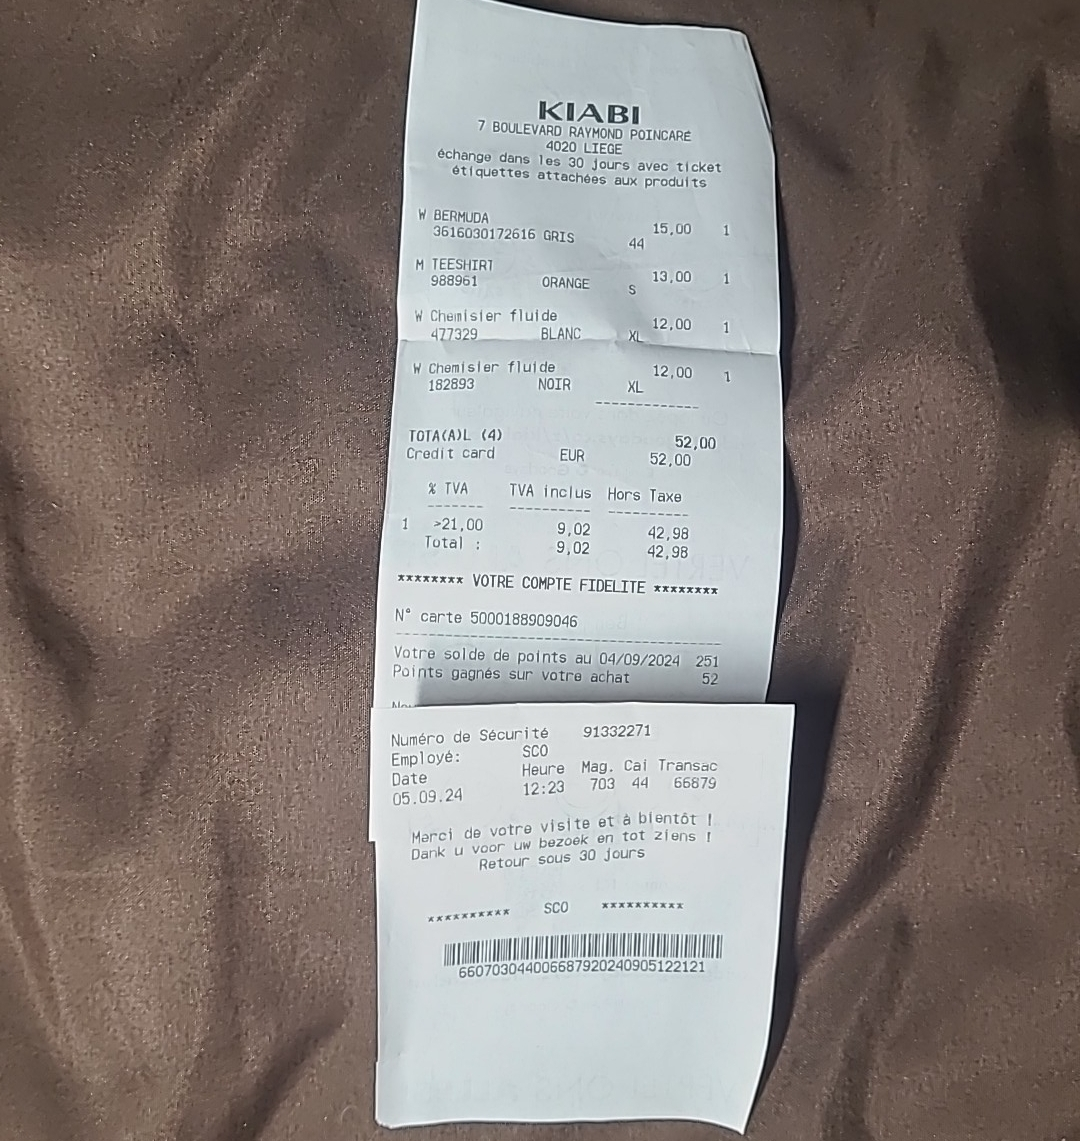 KIABI
7 BOULEVARD RAYMOND POINCARÉ
4020 LIEGE
échange dans les 30 jours avec ticket
étiquettes attachées aux produits
W BERMUDA
3616030172616 GRIS 44 15,00 1
M TEESHIRT
988961 ORANGE S 13,00 1
W Chemisier fluide
477329 BLANC XL 12,00 1
W Chemisier fluide
182893 NOIR XL 12,00 1
TOTA(A)L (4) 52,00
Credit card EUR 52,00
% TVA TVA inclus Hors Taxe
1 >21,00 9,02 42,98
Total : 9,02 42,98
******** VOTRE COMPTE FIDELITE ********
N° carte 5000188909046
Votre solde de points au 04/09/2024 251
Points gagnés sur votre achat 52
Numéro de Sécurité 91332271
Employé: SCO
Date Heure Mag. Cai Transac
05.09.24 12:23 703 44 66879
Merci de votre visite et à bientôt !
Dank u voor uw bezoek en tot ziens !
Retour sous 30 jours
********** SCO **********
660703044006687920240905122121